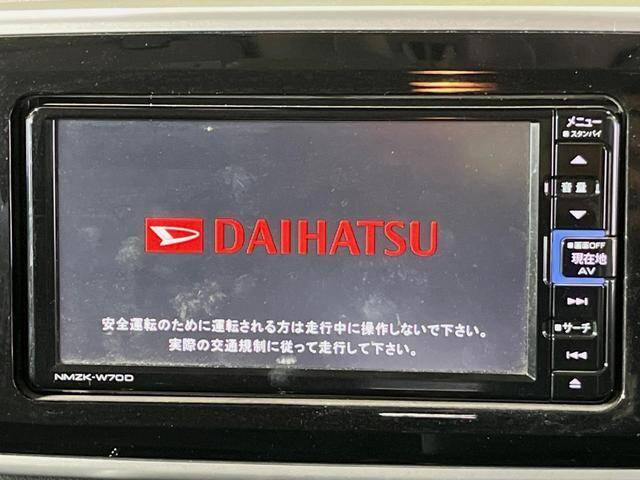 DAIHATSU
安全運転のために運転される方は走行中に操作しないで下さい。
実際の交通規制に従って走行して下さい。
NMZK-W70D
メニュー
スタンバイ
音量
画面OFF
現在地
AV
サーチ